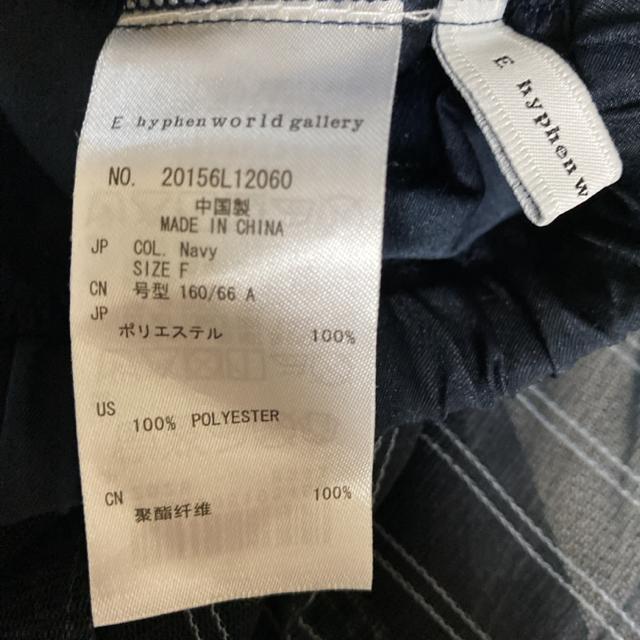 E hyphen world gallery
NO. 20156L12060
中国製
MADE IN CHINA
JP COL. Navy
SIZE F
CN 号型 160/66 A
JP
ポリエステル 100%
US 100% POLYESTER
CN 聚酯纤维 100%
E hyphen w